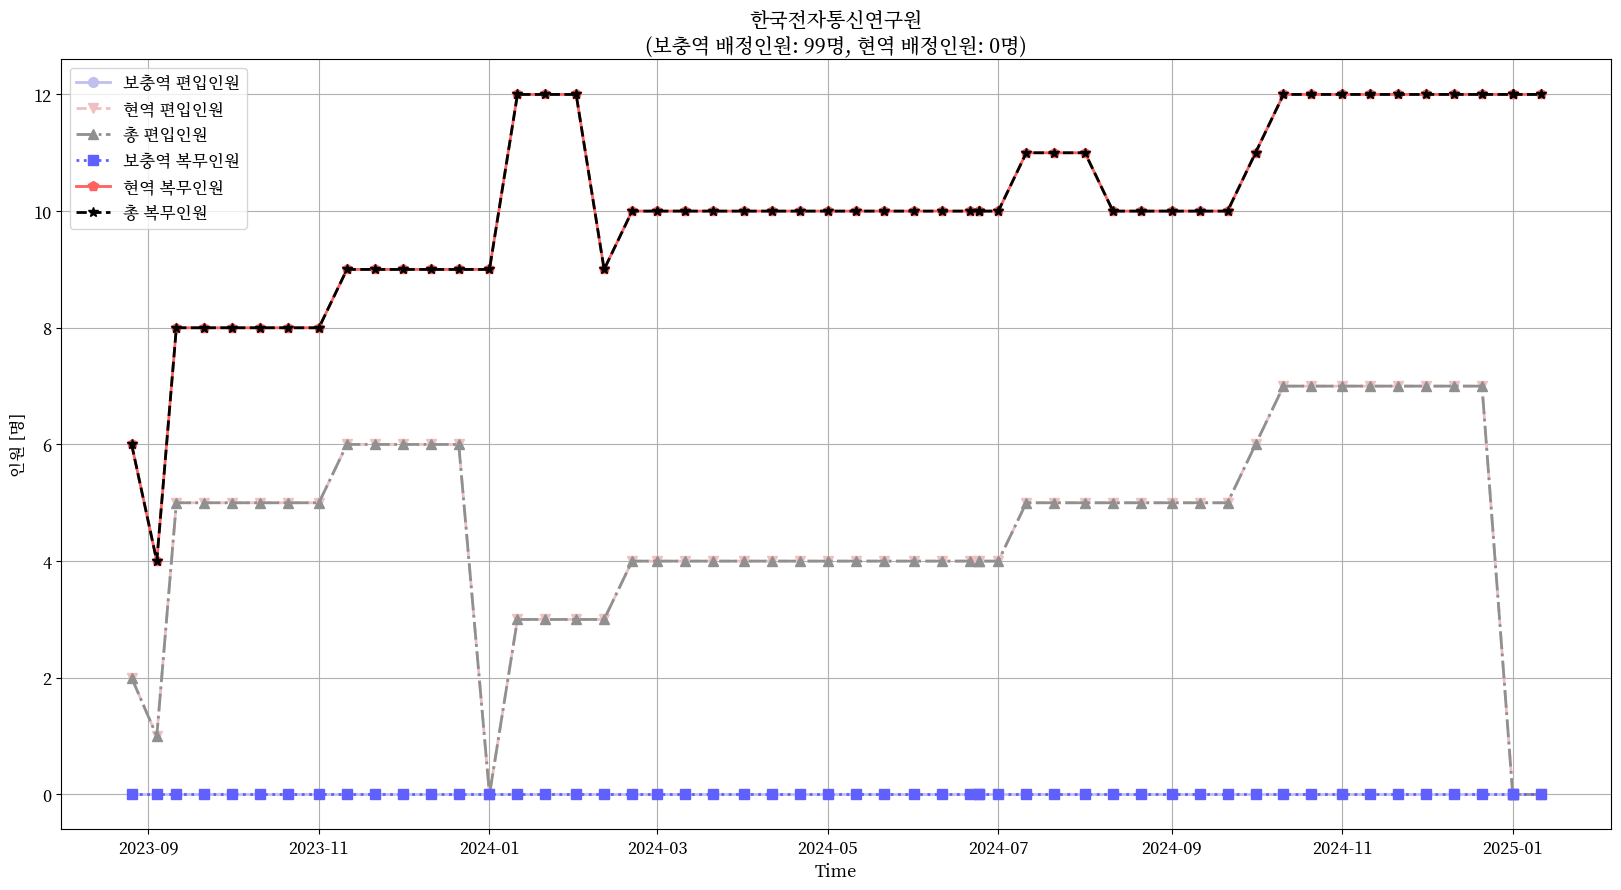 한국전자통신연구원
(보충역 배정인원: 99명, 현역 배정인원: 0명)
보충역 편입인원
현역 편입인원
총 편입인원
보충역 복무인원
현역 복무인원
총 복무인원
인원 [명]
12
10
8
6
4
2
0
2023-09
2023-11
2024-01
2024-03
2024-05
2024-07
2024-09
2024-11
2025-01
Time